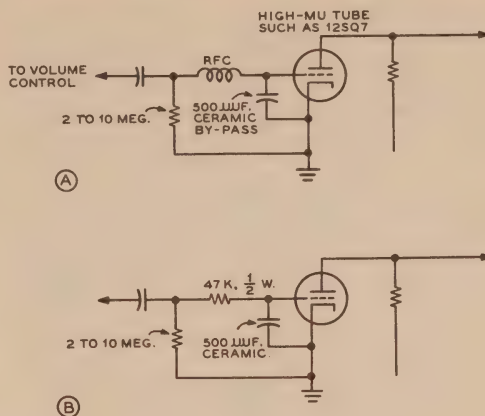 HIGH-MU TUBE
SUCH AS 12SQ7
TO VOLUME
CONTROL
RFC
2 TO 10 MEG.
500 µµF.
CERAMIC
BY-PASS
A
47K, 1/2 W.
2 TO 10 MEG.
500 µµF.
CERAMIC
B